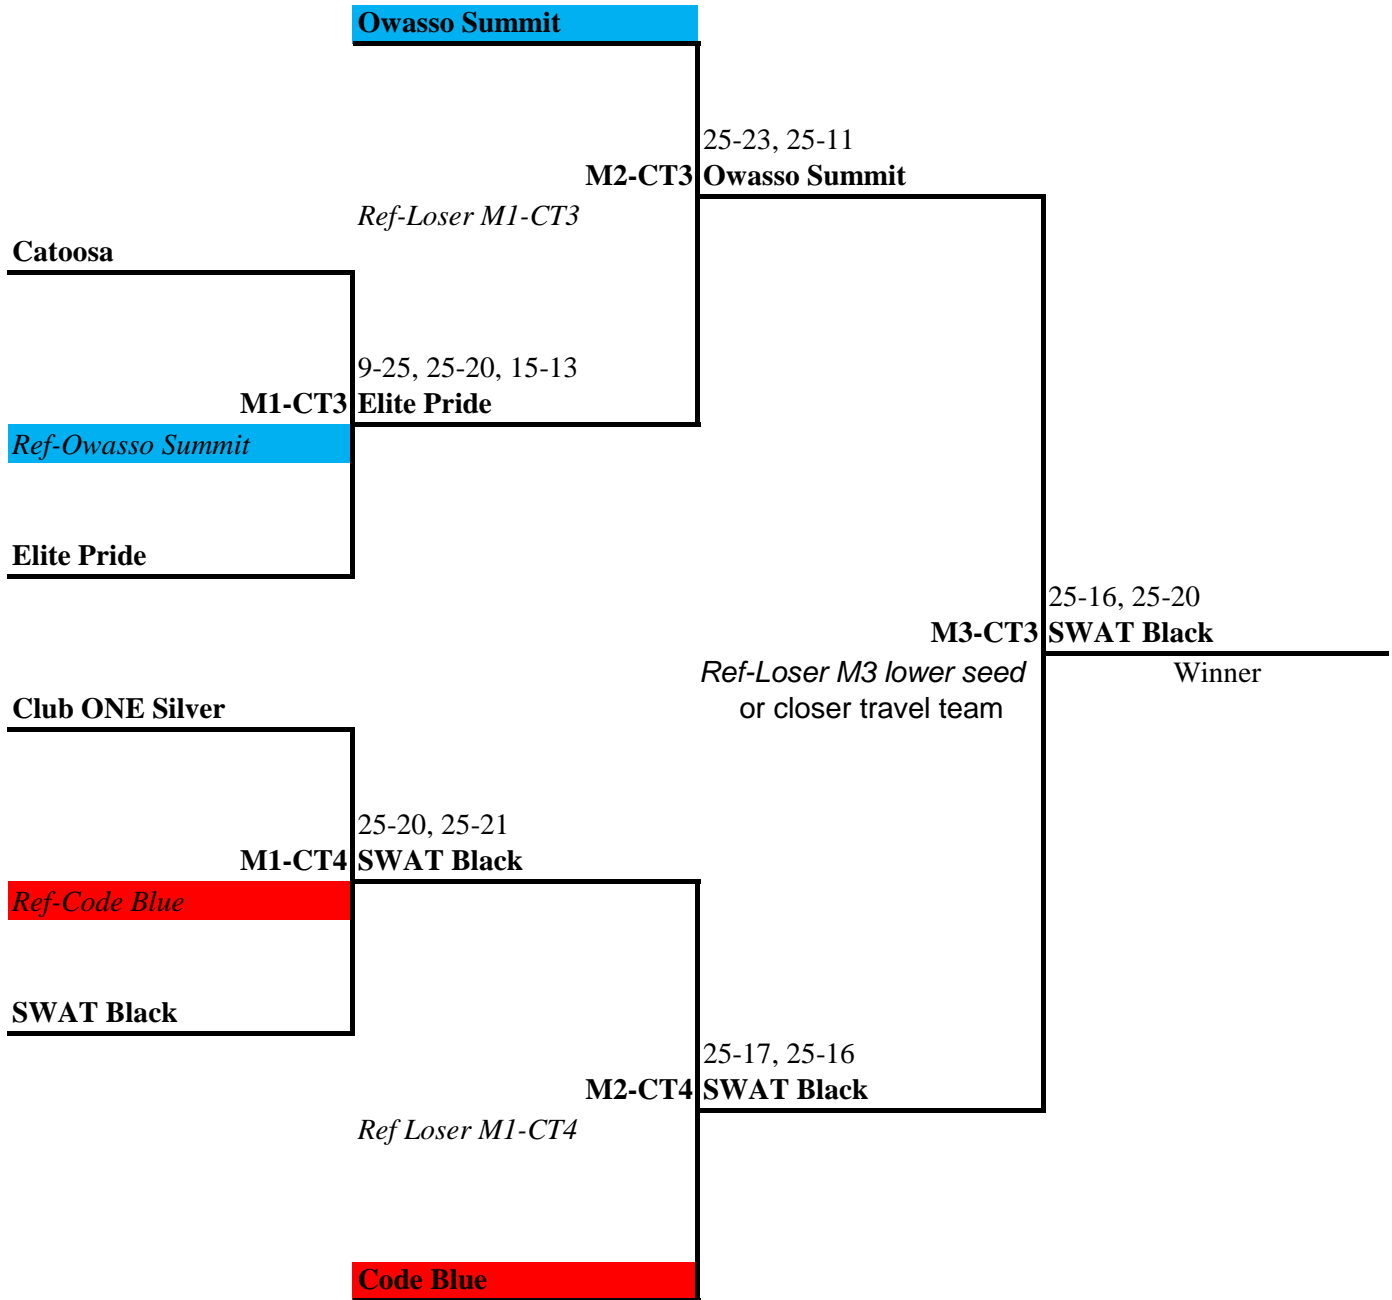 Owasso Summit
25-23, 25-11
M2-CT3 Owasso Summit
Ref-Loser M1-CT3
Catoosa
9-25, 25-20, 15-13
M1-CT3 Elite Pride
Ref-Owasso Summit
Elite Pride
25-16, 25-20
M3-CT3 SWAT Black
Ref-Loser M3 lower seed
or closer travel team
Winner
Club ONE Silver
25-20, 25-21
M1-CT4 SWAT Black
Ref-Code Blue
SWAT Black
25-17, 25-16
M2-CT4 SWAT Black
Ref Loser M1-CT4
Code Blue